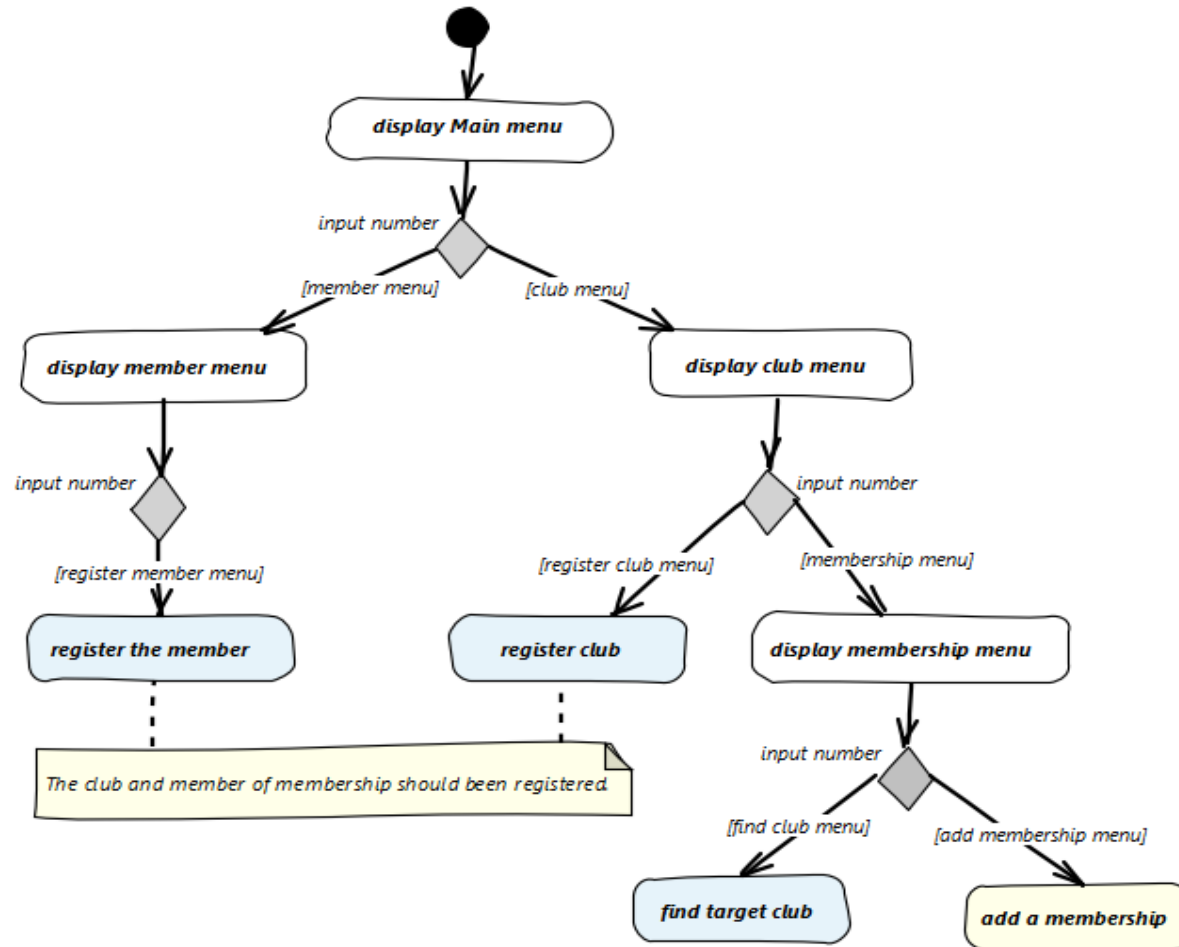 display Main menu
input number
[member menu]
[club menu]
display member menu
display club menu
input number
input number
[register member menu]
[register club menu]
[membership menu]
register the member
register club
display membership menu
The club and member of membership should been registered.
input number
[find club menu]
[add membership menu]
find target club
add a membership